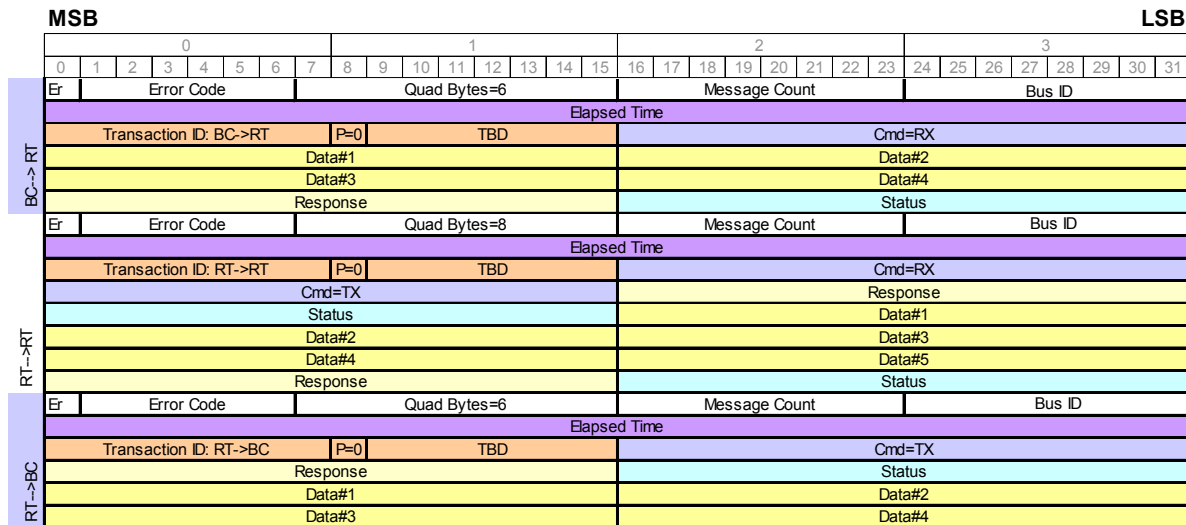 MSB LSB
0 1 2 3
0 1 2 3 4 5 6 7 8 9 10 11 12 13 14 15 16 17 18 19 20 21 22 23 24 25 26 27 28 29 30 31
BC--> RT
Er Error Code Quad Bytes=6 Message Count Bus ID
Elapsed Time
Transaction ID: BC->RT P=0 TBD Cmd=RX
Data#1 Data#2
Data#3 Data#4
Response Status
RT-->RT
Er Error Code Quad Bytes=8 Message Count Bus ID
Elapsed Time
Transaction ID: RT->RT P=0 TBD Cmd=RX
Cmd=TX Response
Status Data#1
Data#2 Data#3
Data#4 Data#5
Response Status
RT-->BC
Er Error Code Quad Bytes=6 Message Count Bus ID
Elapsed Time
Transaction ID: RT->BC P=0 TBD Cmd=TX
Response Status
Data#1 Data#2
Data#3 Data#4